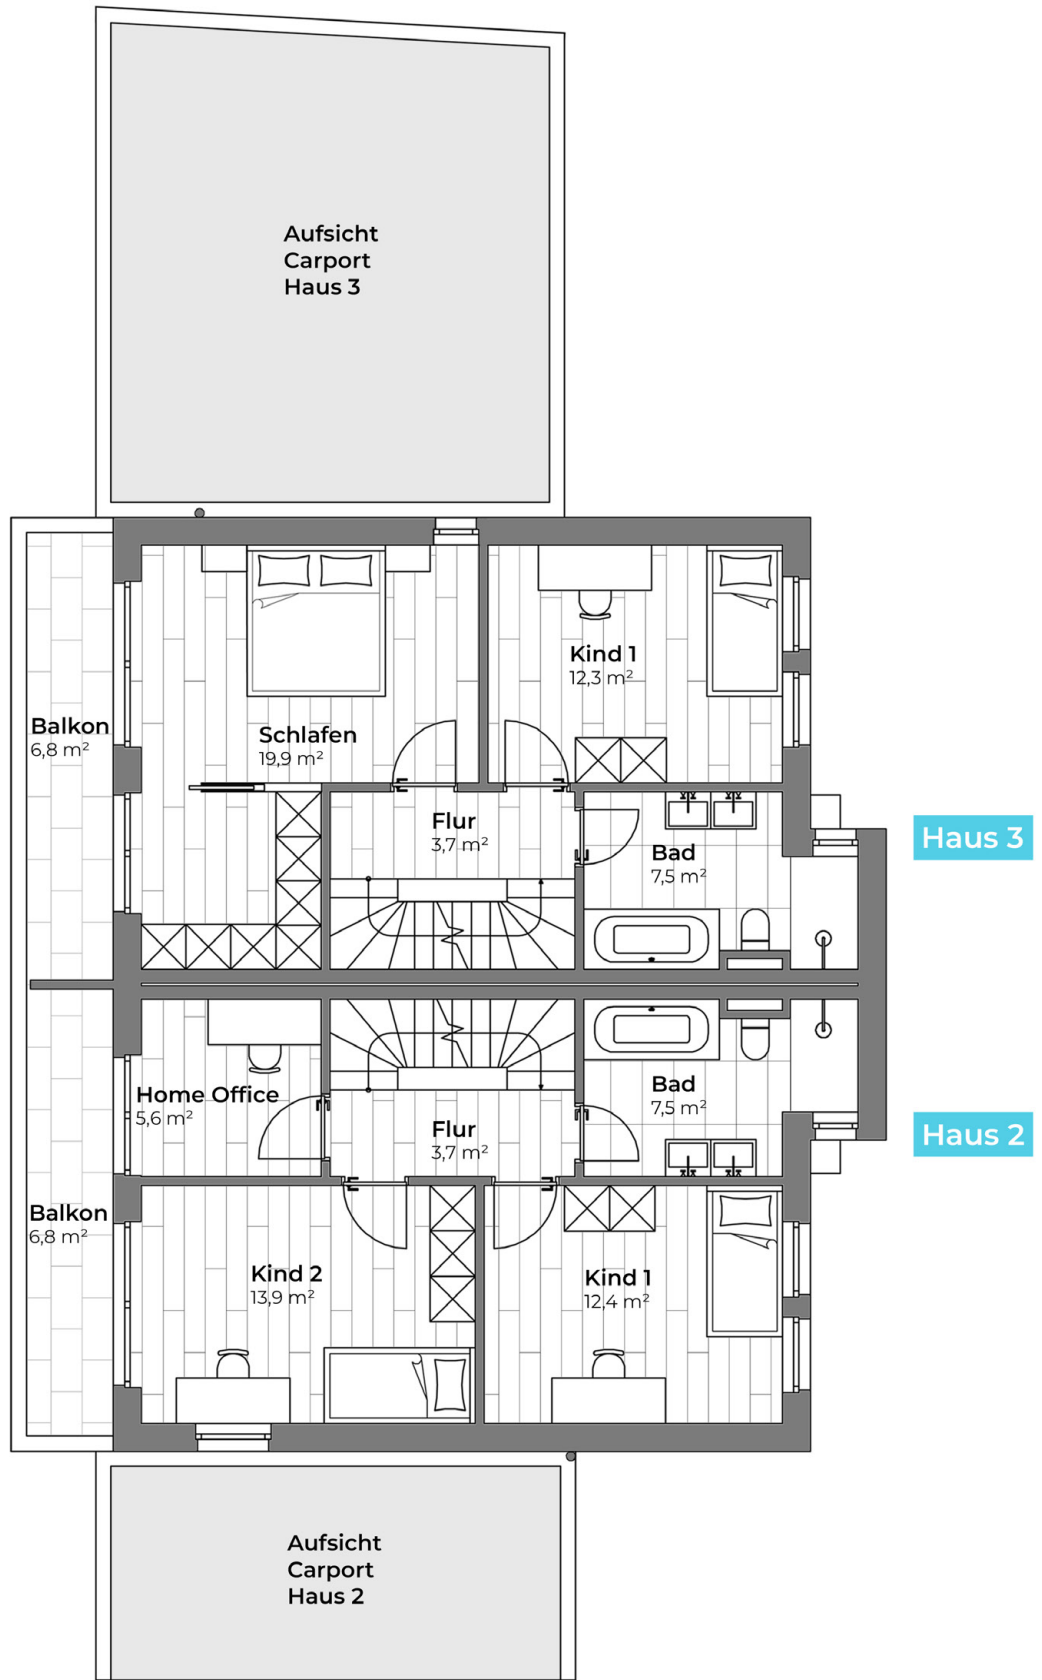 Aufsicht
Carport
Haus 3
Kind 1
12,3 m²
Balkon
6,8 m²
Schlafen
19,9 m²
Flur
3,7 m²
Bad
7,5 m²
Haus 3
Home Office
5,6 m²
Bad
7,5 m²
Flur
3,7 m²
Haus 2
Balkon
6,8 m²
Kind 2
13,9 m²
Kind 1
12,4 m²
Aufsicht
Carport
Haus 2